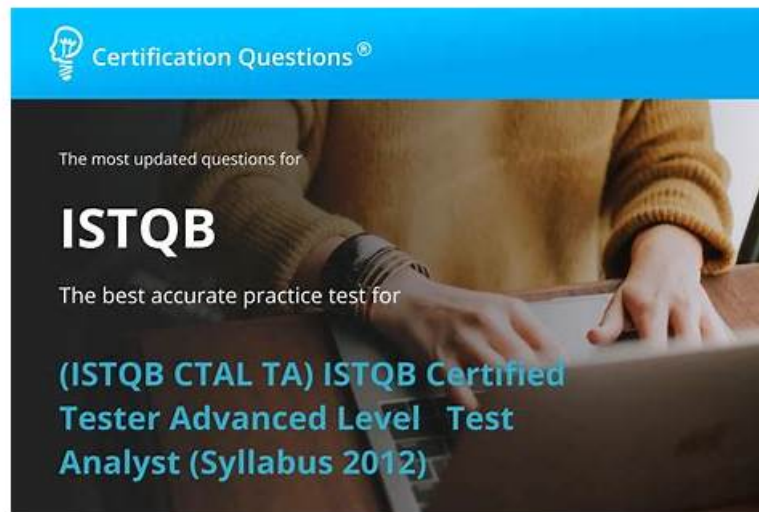 Certification Questions®
The most updated questions for
ISTQB
The best accurate practice test for
(ISTQB CTAL TA) ISTQB Certified
Tester Advanced Level Test
Analyst (Syllabus 2012)